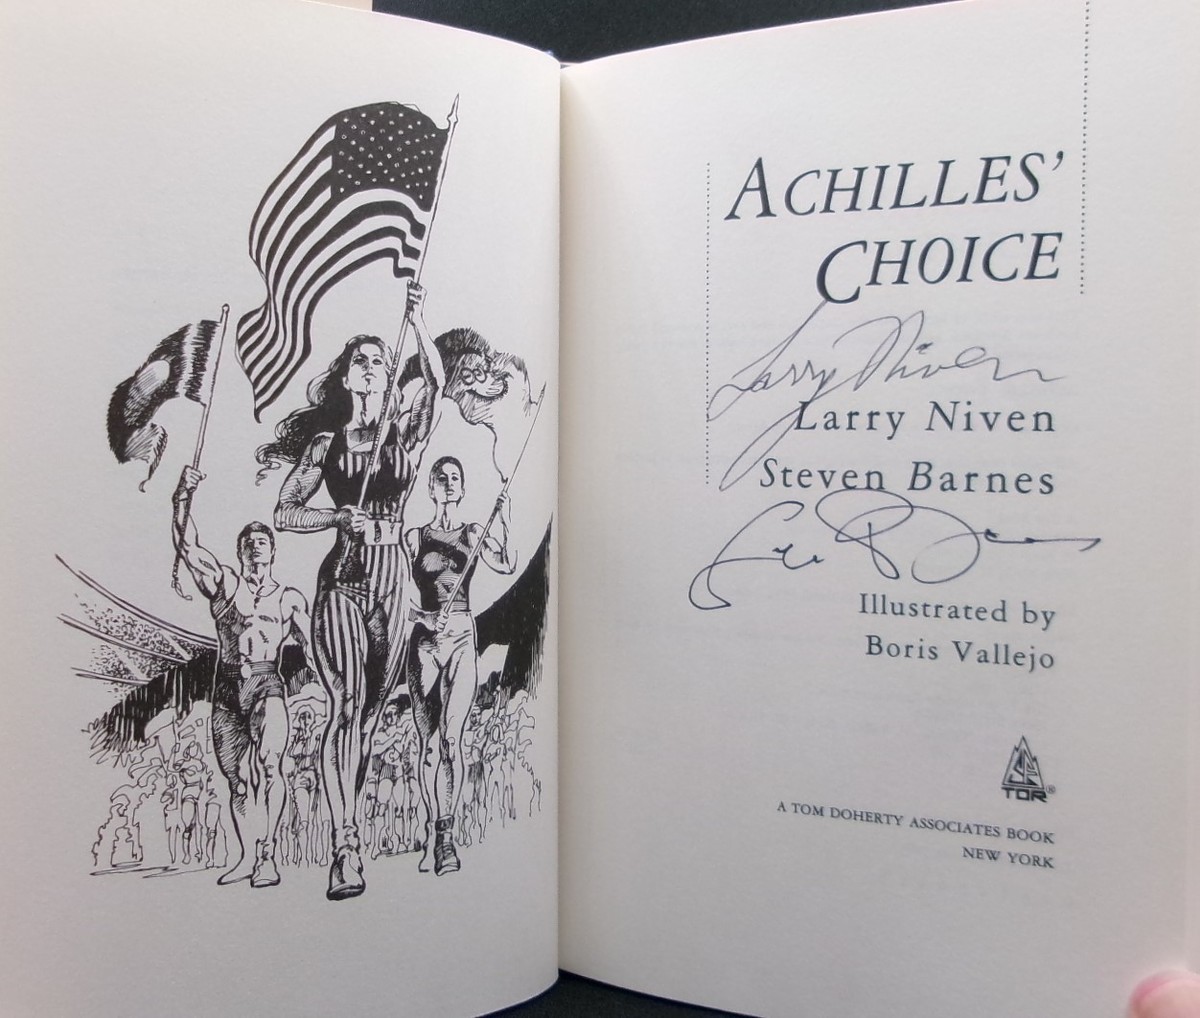 ACHILLES'
CHOICE
Larry Niven
Larry Niven
Steven Barnes
Illustrated by
Boris Vallejo
SF
TOR®
A TOM DOHERTY ASSOCIATES BOOK
NEW YORK